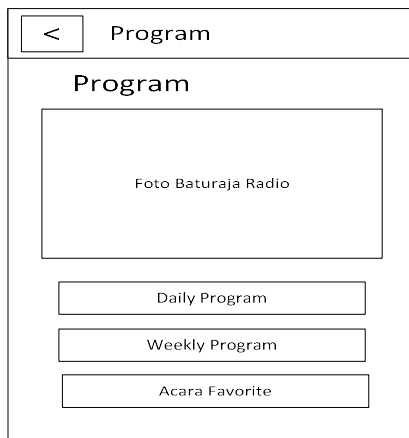 < Program
Program
Foto Baturaja Radio
Daily Program
Weekly Program
Acara Favorite